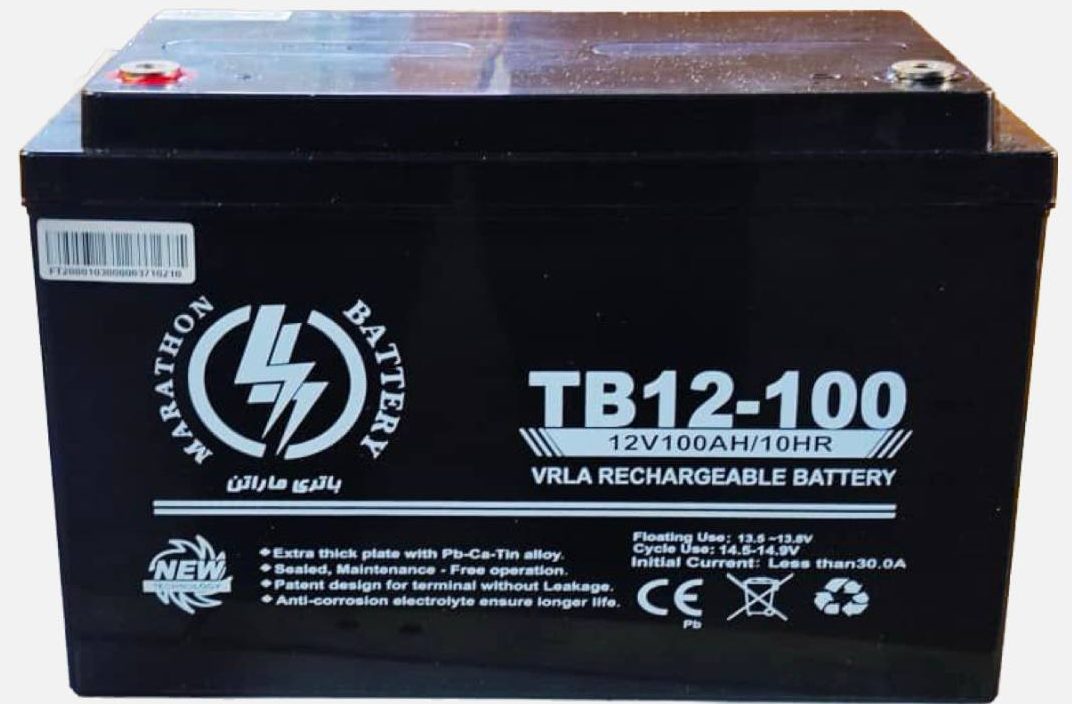 MARATHON BATTERY
باتری ماراتن
TB12-100
12V100AH/10HR
VRLA RECHARGEABLE BATTERY
NEW
TECHNOLOGY
❖Extra thick plate with Pb-Ca-Tin alloy.
❖Sealed, Maintenance - Free operation.
❖Patent design for terminal without Leakage.
❖Anti-corrosion electrolyte ensure longer life.
Floating Use: 13.5 ~13.8V
Cycle Use: 14.5-14.9V
Initial Current: Less than30.0A
CE
Pb